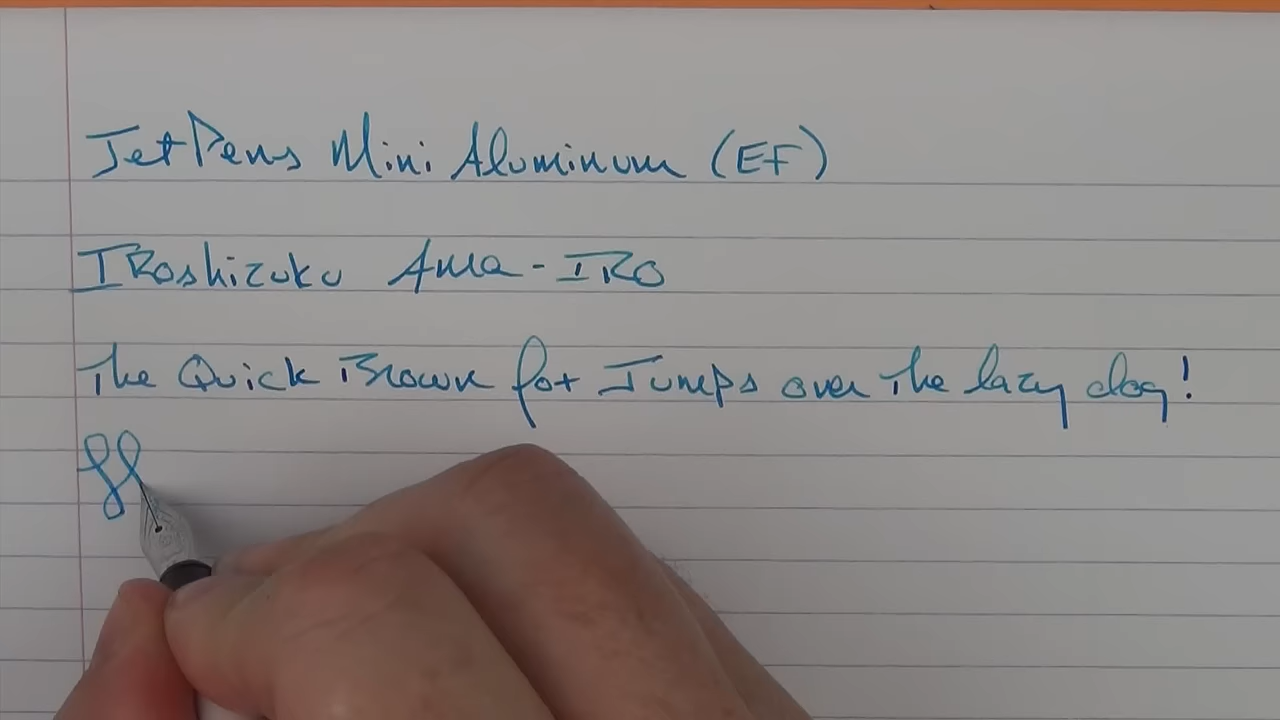 JetPens Mini Aluminum (EF)
IRoshizuku Ama-IRO
The Quick Brown fox Jumps over The lazy dog!